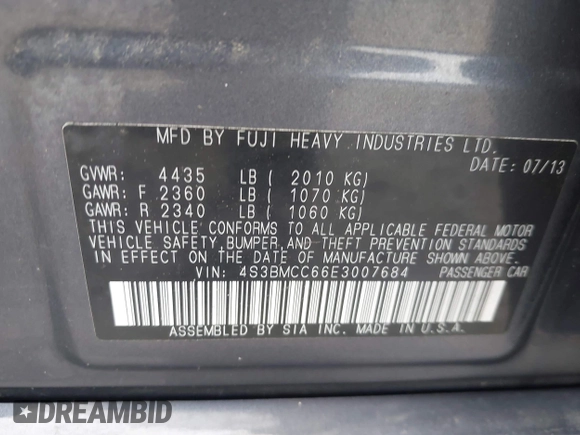 MFD BY FUJI HEAVY INDUSTRIES LTD.
DATE: 07/13
GVWR: 4435 LB ( 2010 KG)
GAWR: F 2360 LB ( 1070 KG)
GAWR: R 2340 LB ( 1060 KG)
THIS VEHICLE CONFORMS TO ALL APPLICABLE FEDERAL MOTOR
VEHICLE SAFETY, BUMPER, AND THEFT PREVENTION STANDARDS
IN EFFECT ON THE DATE OF MANUFACTURE SHOWN ABOVE.
VIN: 4S3BMCC66E3007684 PASSENGER CAR
ASSEMBLED BY SIA INC. MADE IN U.S.A.
DREAMBID